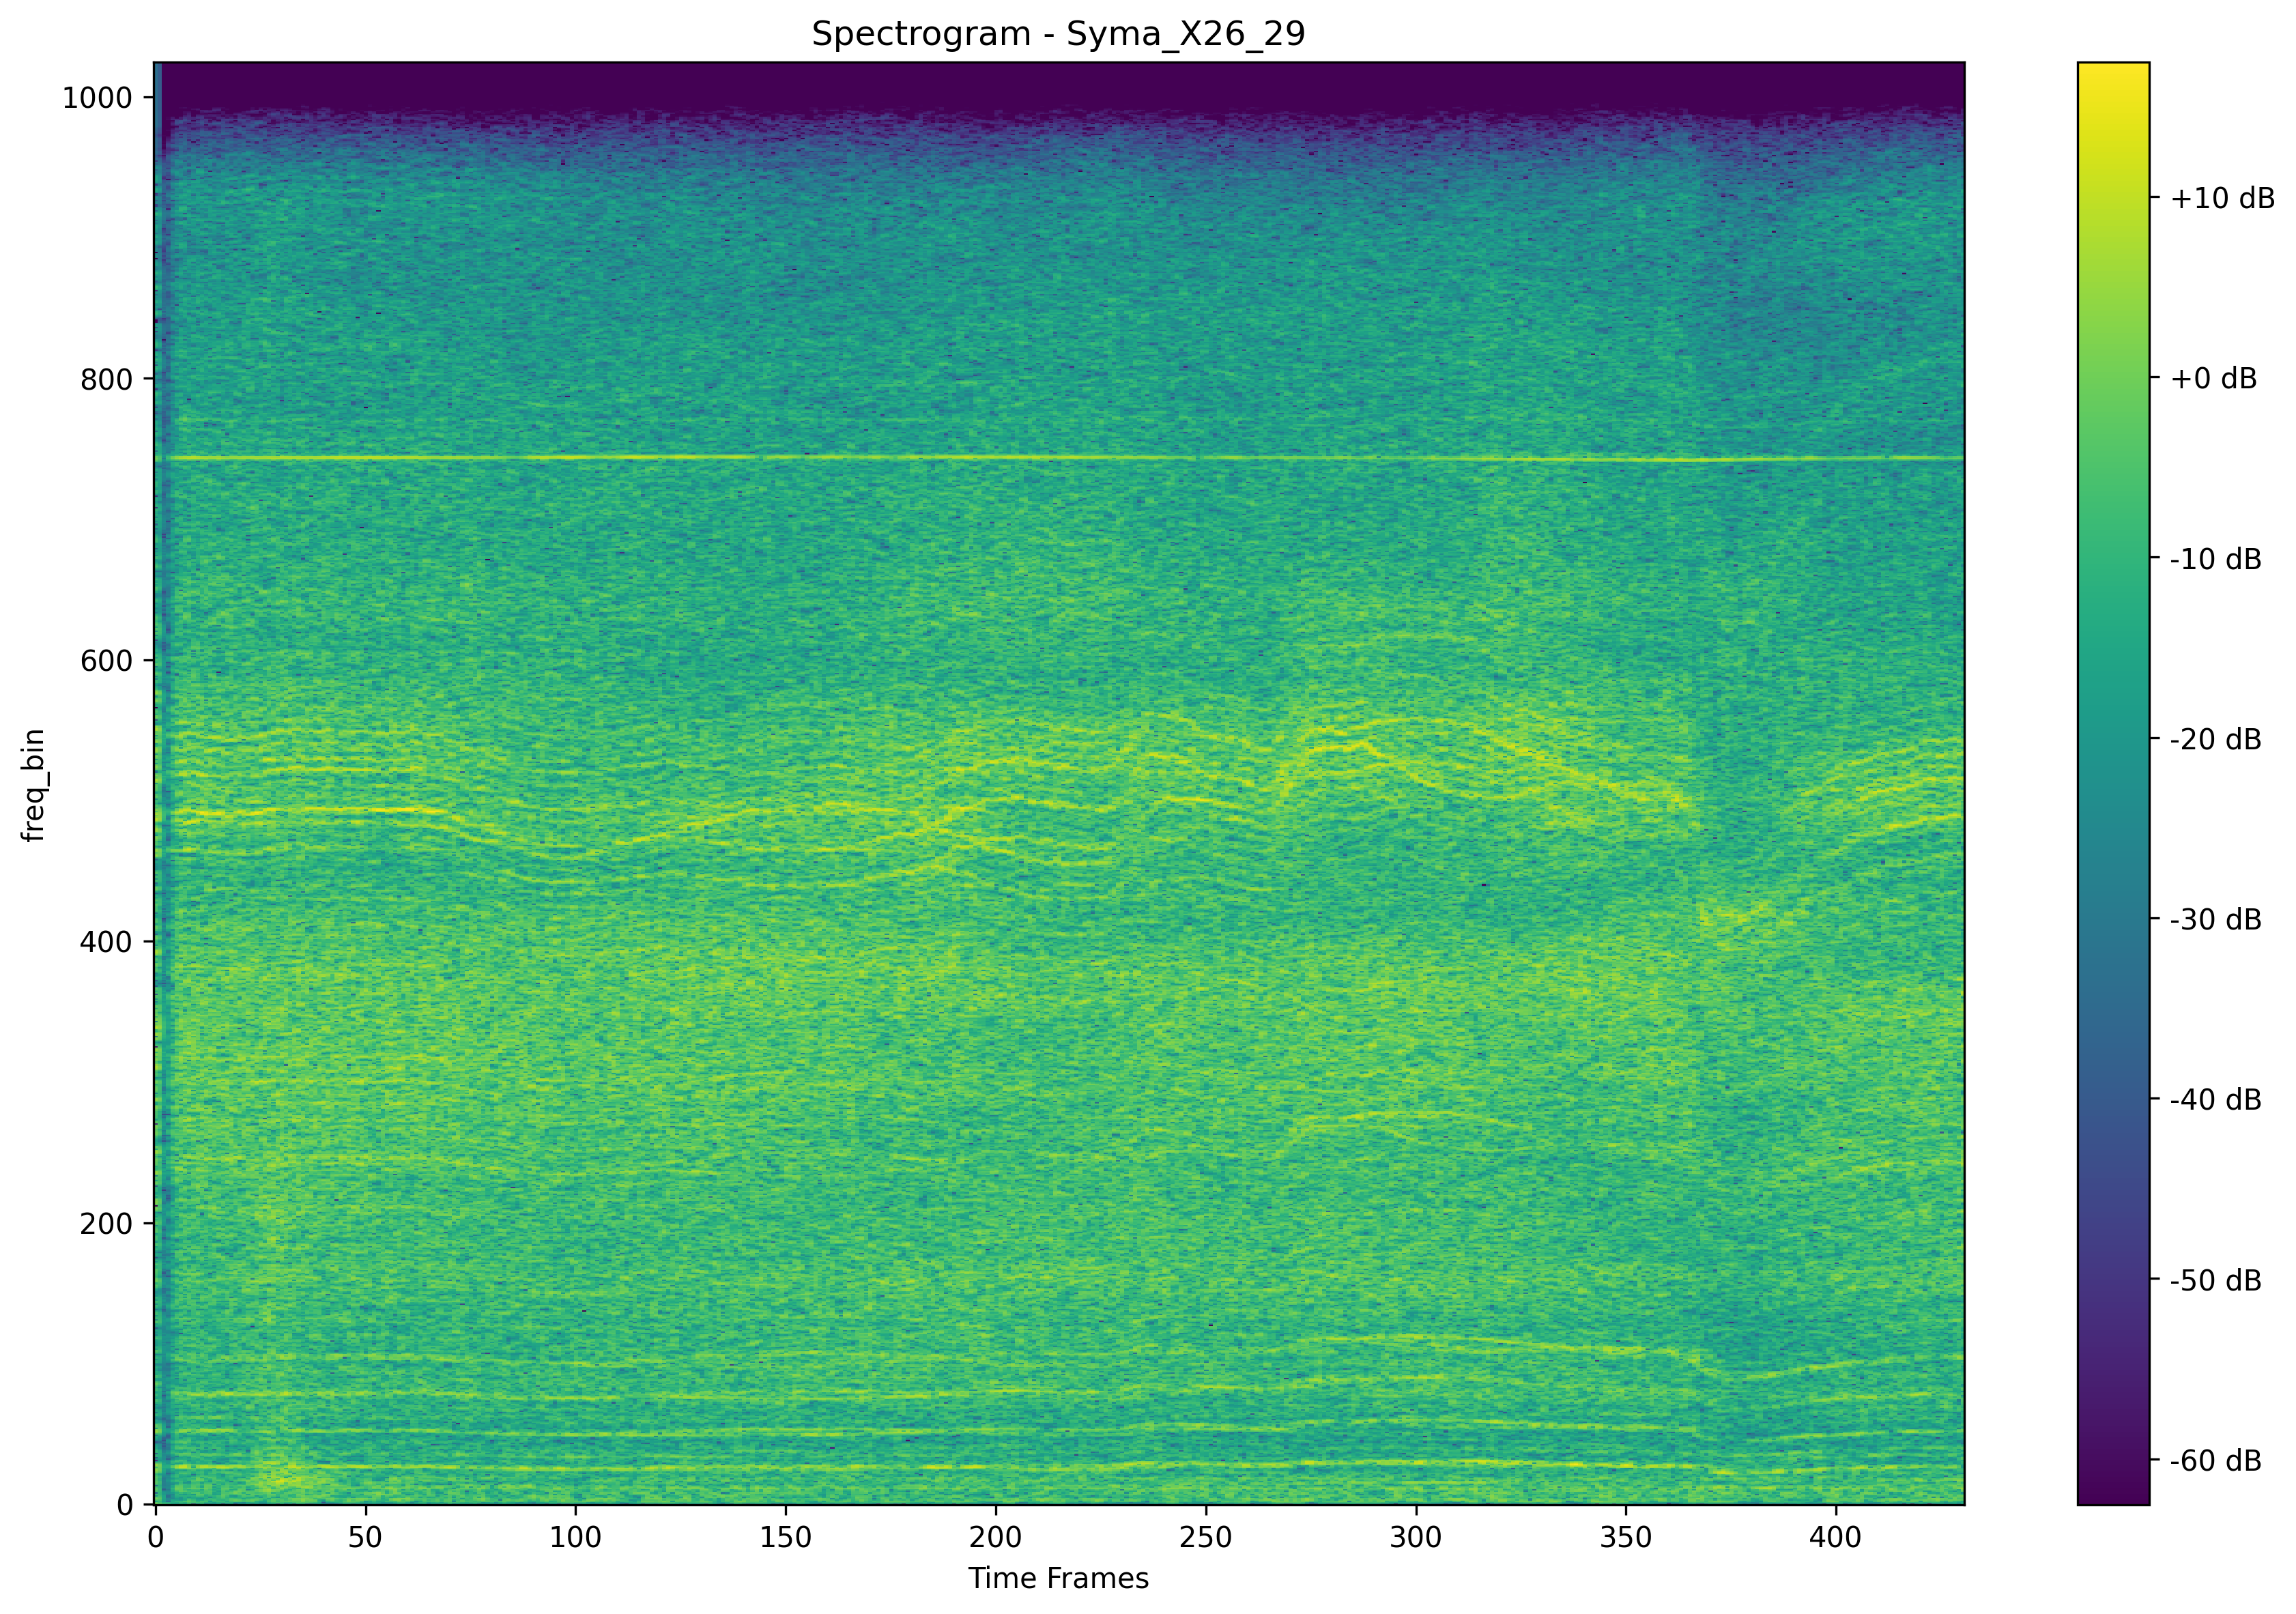 Spectrogram - Syma_X26_29
1000
800
600
400
200
0
freq_bin
0 50 100 150 200 250 300 350 400
Time Frames
+10 dB
+0 dB
-10 dB
-20 dB
-30 dB
-40 dB
-50 dB
-60 dB